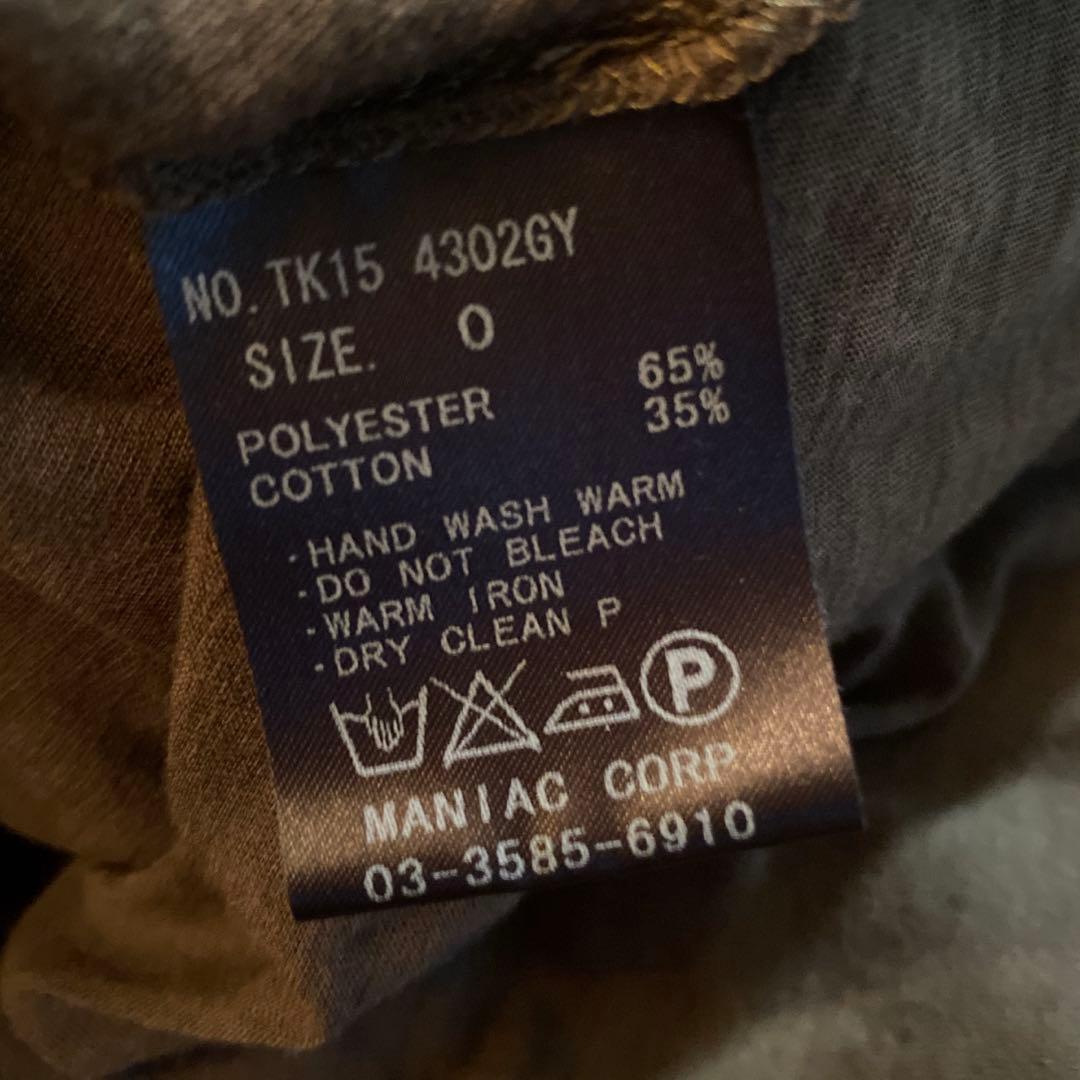 NO. TK15 4302GY
SIZE. 0
POLYESTER 65%
COTTON 35%
·HAND WASH WARM
·DO NOT BLEACH
·WARM IRON
·DRY CLEAN P
P
MANIAC CORP
03-3585-6910